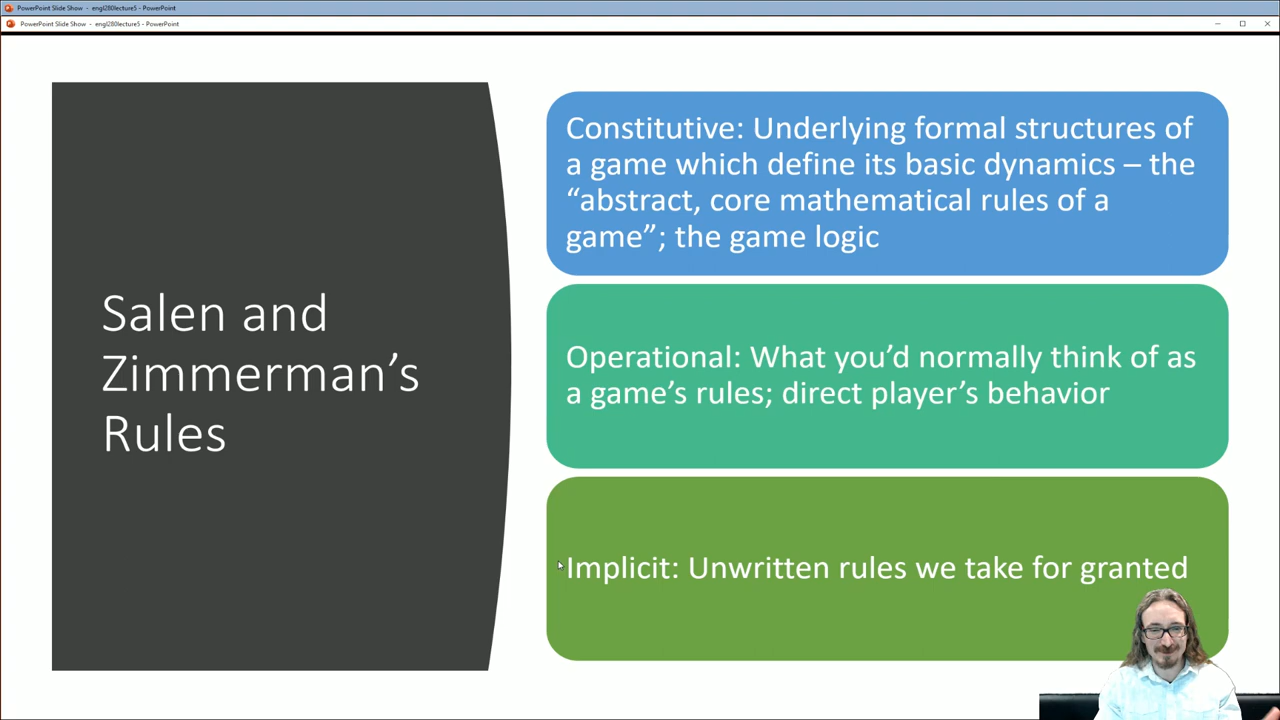 PowerPoint Slide Show - engl280lecture5 - PowerPoint
PowerPoint Slide Show - engl280lecture5 - PowerPoint
Salen and
Zimmerman’s
Rules
Constitutive: Underlying formal structures of
a game which define its basic dynamics – the
“abstract, core mathematical rules of a
game”; the game logic
Operational: What you’d normally think of as
a game’s rules; direct player’s behavior
Implicit: Unwritten rules we take for granted